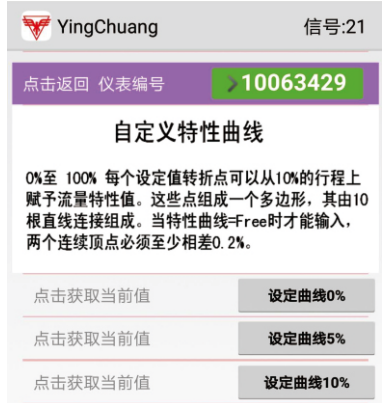 YingChuang 信号:21
点击返回 仪表编号 >10063429
自定义特性曲线
0%至 100% 每个设定值转折点可以从10%的行程上
赋予流量特性值。这些点组成一个多边形，其由10
根直线连接组成。当特性曲线=Free时才能输入，
两个连续顶点必须至少相差0.2%。
点击获取当前值 设定曲线0%
点击获取当前值 设定曲线5%
点击获取当前值 设定曲线10%